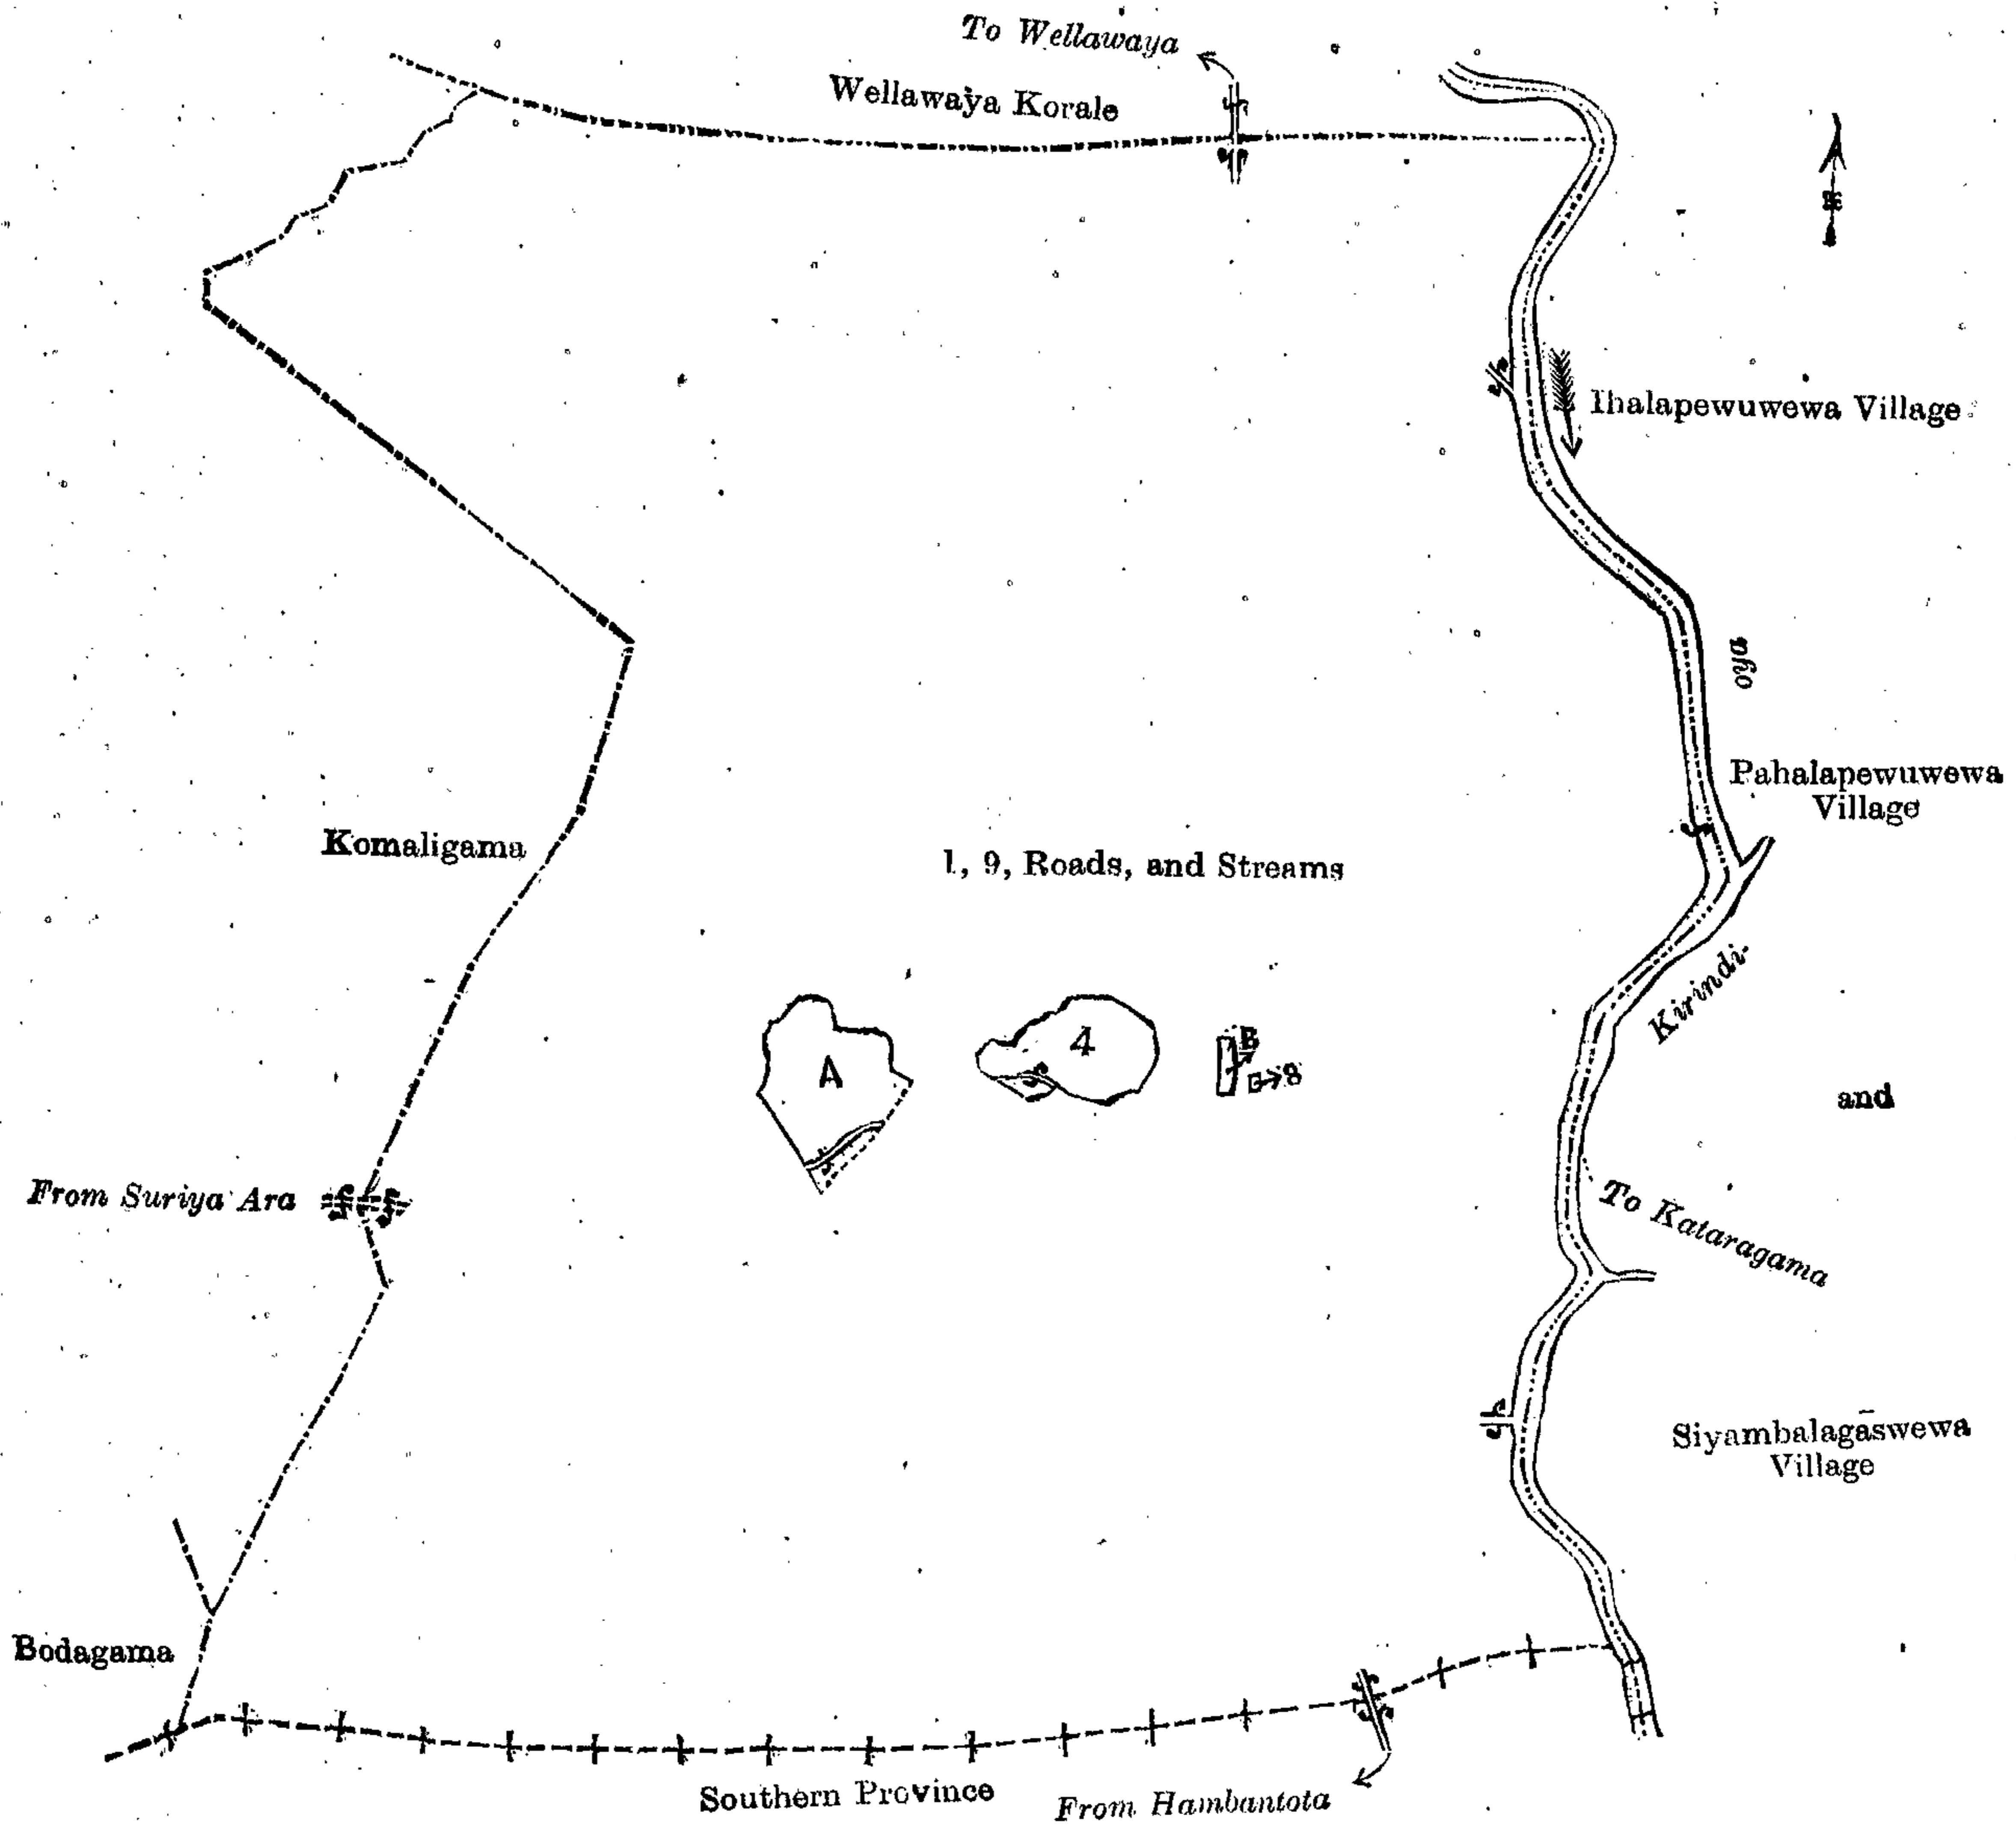 To Wellawaya
Wellawaya Korale
Ihalapewuwewa Village
oya
Pahalapewuwewa
Village
Komaligama
1, 9, Roads, and Streams
Kirindi-
A
4
B
8
and
From Suriya Ara
To Kataragama
Siyambalagaswewa
Village
Bodagama
Southern Province
From Hambantota